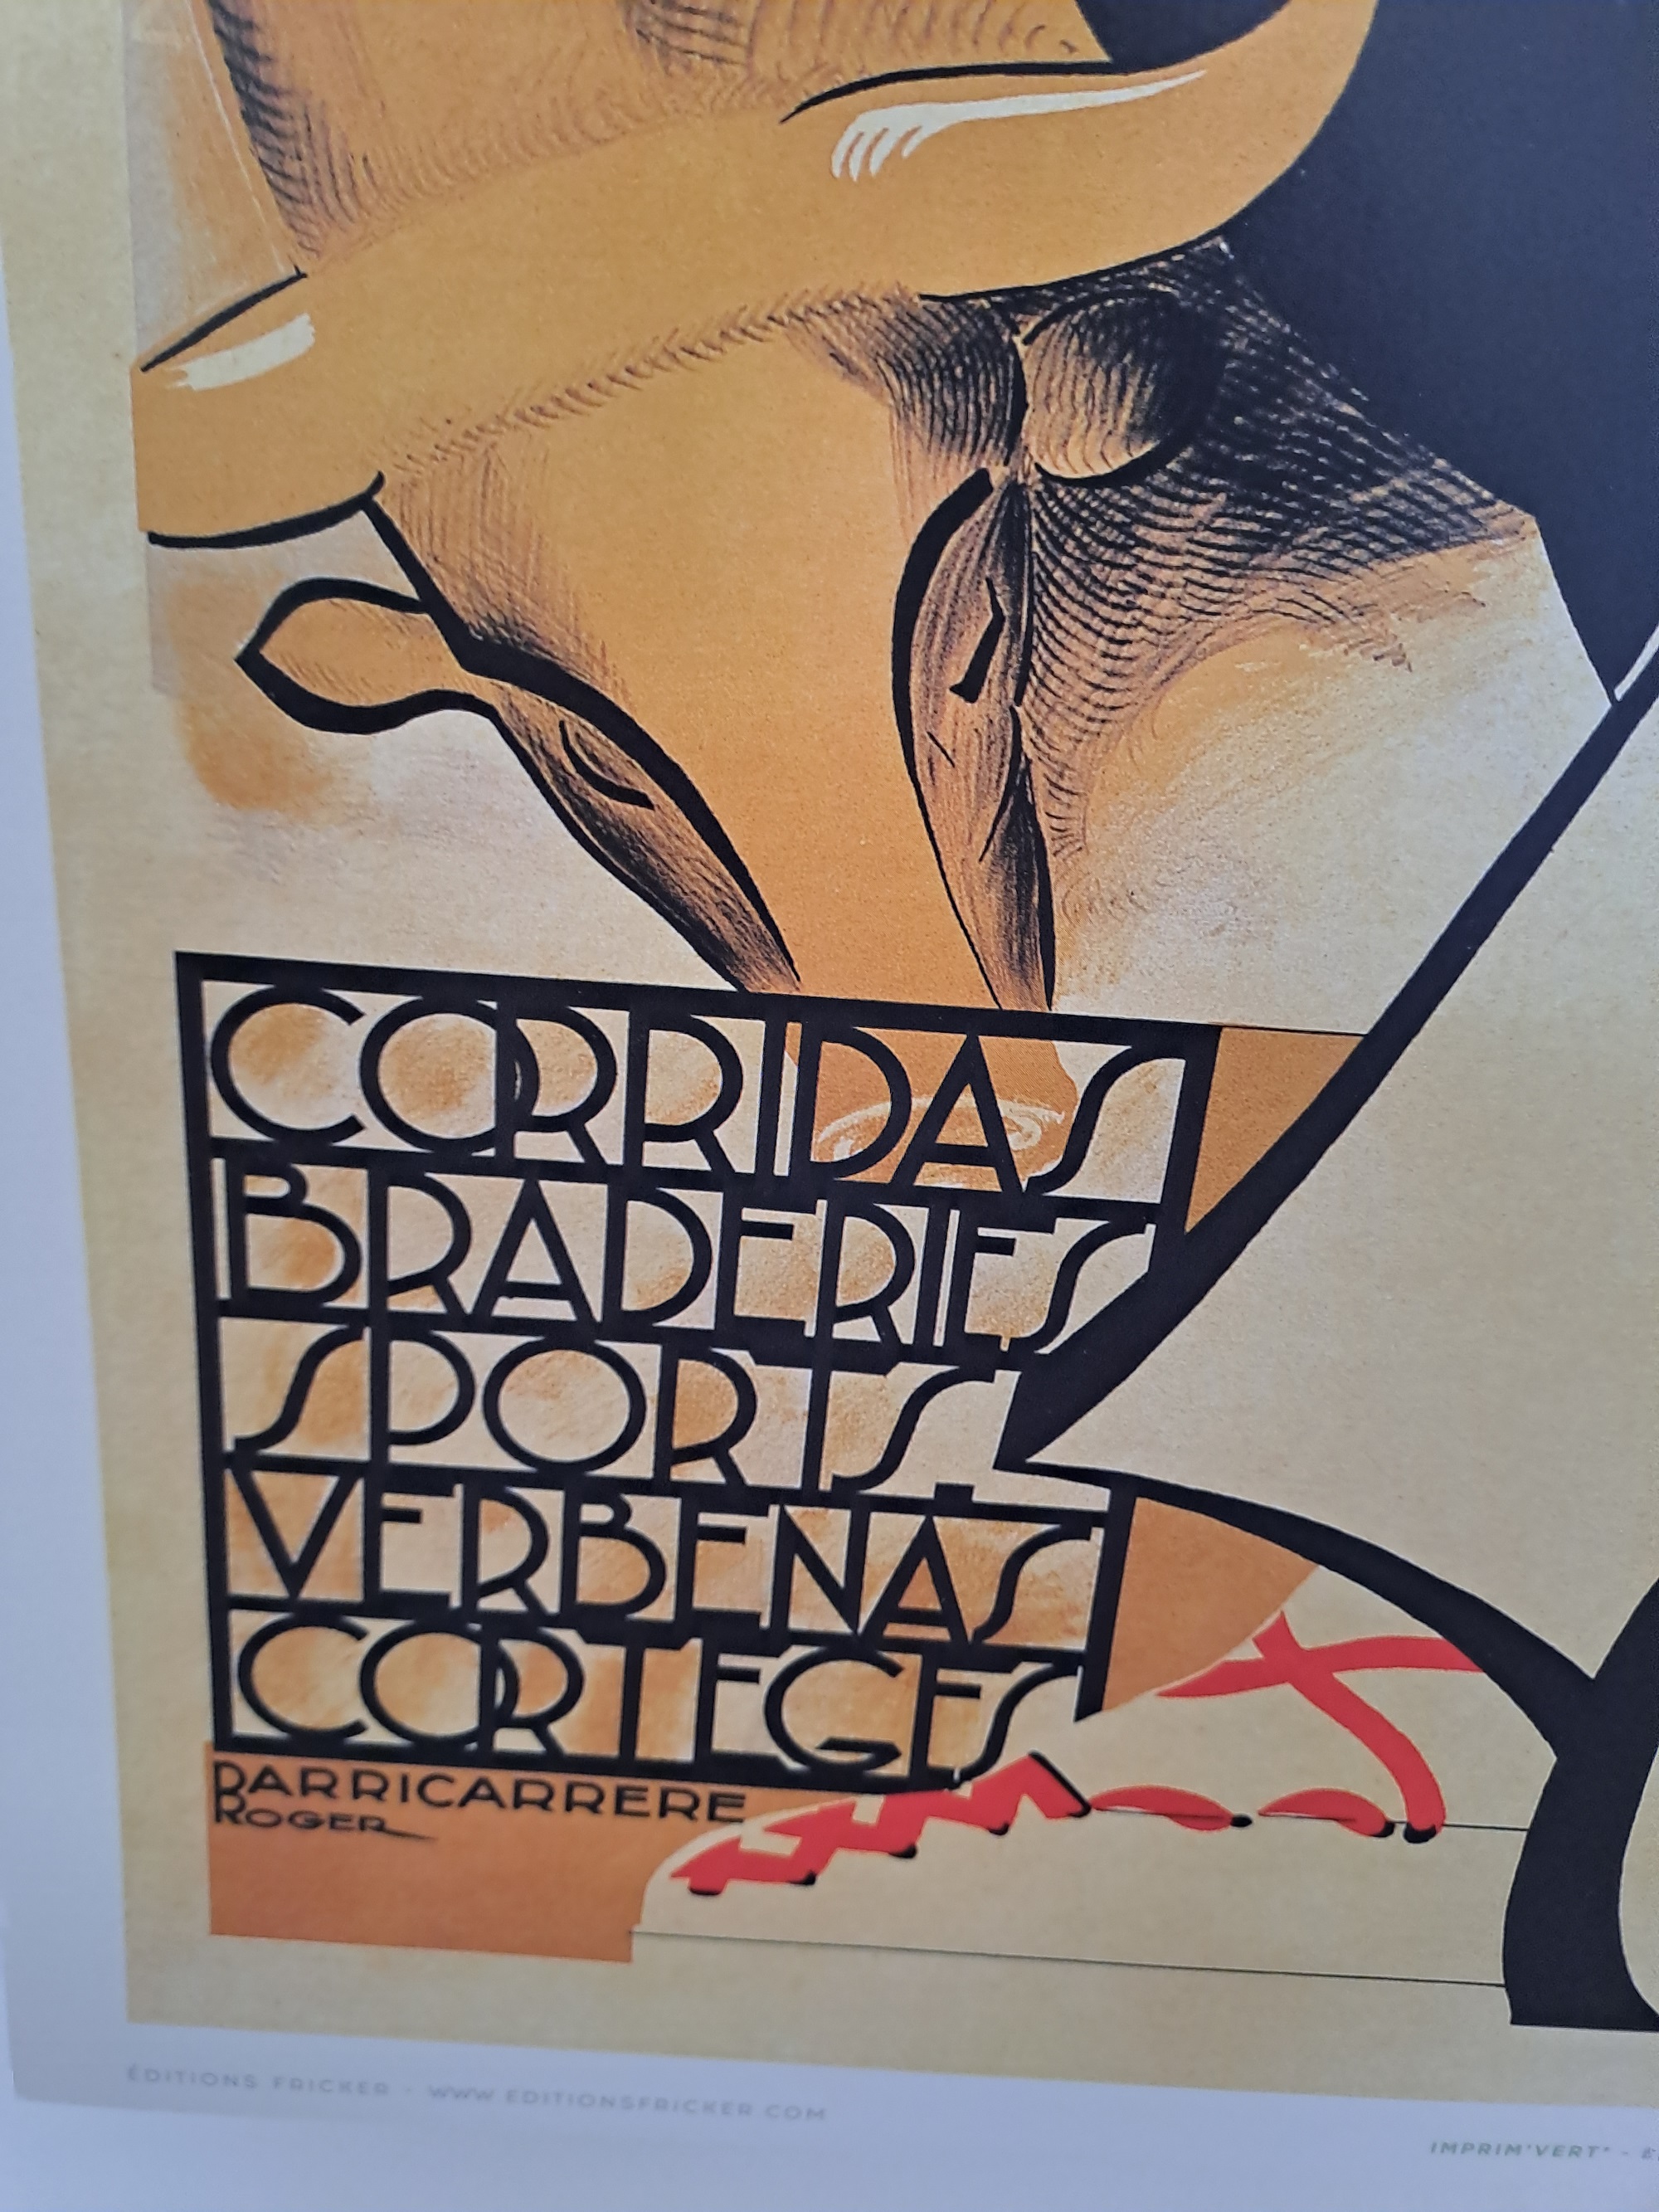 CORRIDAS
BRADERIES
SPORTS.
VERBENAS
CORTEGES
DARRICARRERE
ROGER
ÉDITIONS FRICKER - WWW.EDITIONSFRICKER.COM
IMPRIM'VERT® -